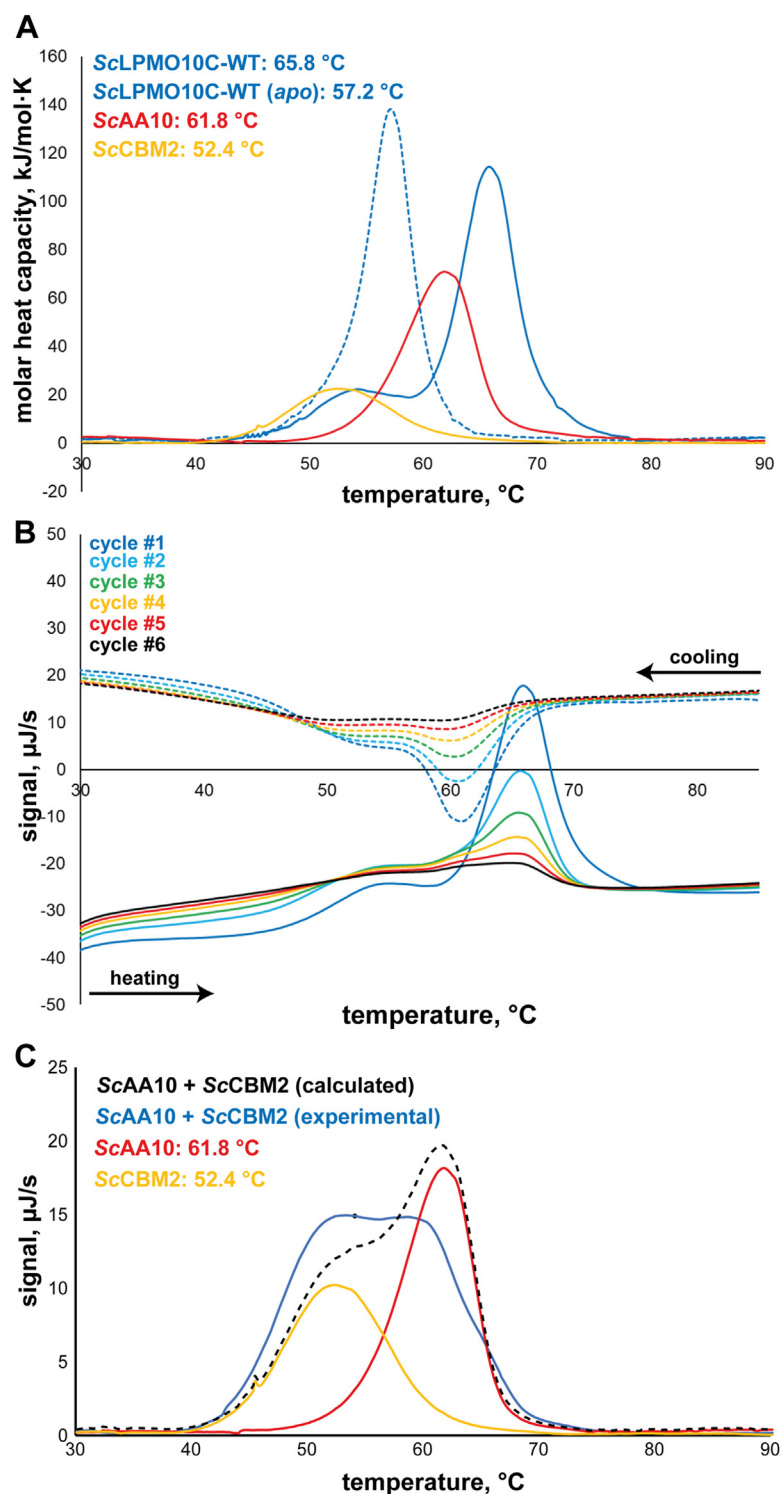 A
160
140
120
100
80
60
40
20
0
-20
molar heat capacity, kJ/mol·K
ScLPMO10C-WT: 65.8 °C
ScLPMO10C-WT (apo): 57.2 °C
ScAA10: 61.8 °C
ScCBM2: 52.4 °C
30 40 50 60 70 80 90
temperature, °C
B
50
40
30
20
10
0
-10
-20
-30
-40
-50
signal, µJ/s
cycle #1
cycle #2
cycle #3
cycle #4
cycle #5
cycle #6
cooling
30 40 50 60 70 80
heating
temperature, °C
C
25
20
15
10
5
0
signal, µJ/s
ScAA10 + ScCBM2 (calculated)
ScAA10 + ScCBM2 (experimental)
ScAA10: 61.8 °C
ScCBM2: 52.4 °C
30 40 50 60 70 80 90
temperature, °C